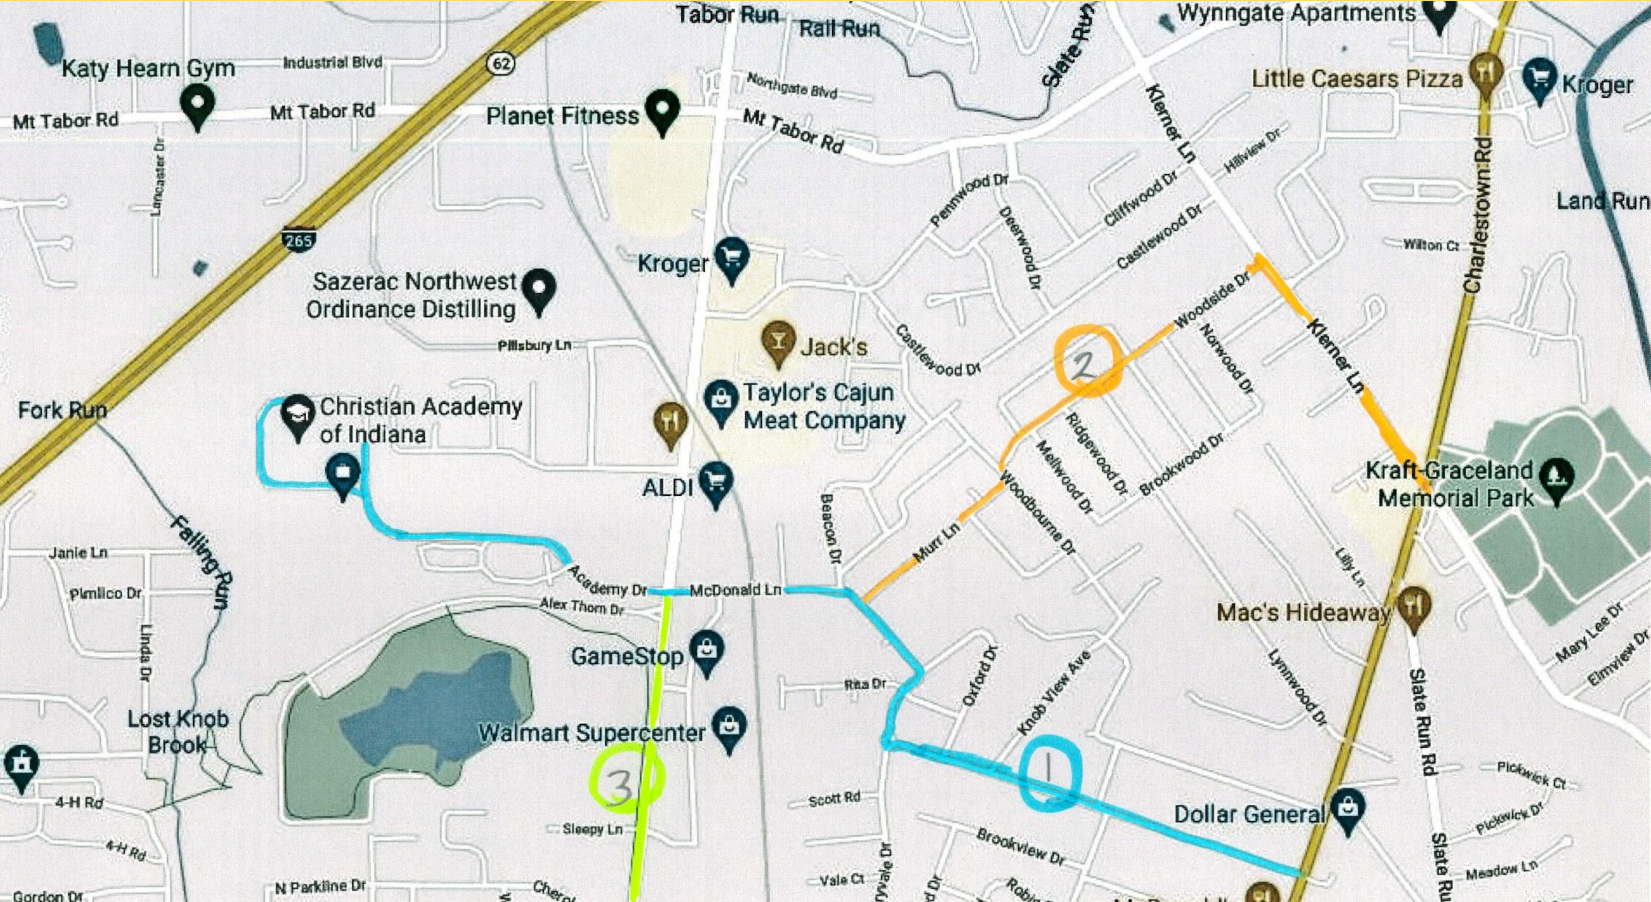 Tabor Run
Rail Run
Slate Run
Wynngate Apartments
Katy Hearn Gym
Industrial Blvd
62
Northgate Blvd
Klerner Ln
Little Caesars Pizza
Kroger
Mt Tabor Rd
Mt Tabor Rd
Planet Fitness
Mt Tabor Rd
Lancaster Dr
Hillview Dr
Charlestown Rd
Pennwood Dr
Cliffwood Dr
Deerwood Dr
Castlewood Dr
Land Run
265
Wilton Ct
Kroger
Sazerac Northwest
Ordinance Distilling
Woodside Dr
Pillsbury Ln
Jack's
Castlewood Dr
2
Norwood Dr
Klerner Ln
Fork Run
Christian Academy
of Indiana
Taylor's Cajun
Meat Company
Ridgewood Dr
Mellwood Dr
Brookwood Dr
Kraft-Graceland
Memorial Park
ALDI
Beacon Dr
Woodbourne Dr
Murr Ln
Falling Run
Janie Ln
Lilly Ln
Pimlico Dr
Academy Dr
McDonald Ln
Alex Thom Dr
Mac's Hideaway
Mary Lee Dr
Elmview Dr
Linda Dr
GameStop
Rita Dr
Oxford Dr
Knob View Ave
Lynnwood Dr
Slate Run Rd
Lost Knob
Brook
Walmart Supercenter
3
1
Pickwick Ct
4-H Rd
Scott Rd
Dollar General
Pickwick Dr
Sleepy Ln
4-H Rd
Brookview Dr
Slate Ru
Meadow Ln
Vale Ct
ryvale Dr
d Dr
N Parkline Dr
Cherol
Robin
Gordon Dr